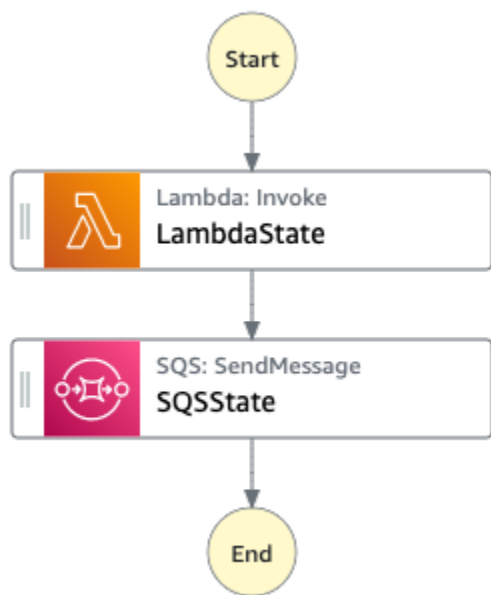 Start
Lambda: Invoke
LambdaState
SQS: SendMessage
SQSState
End